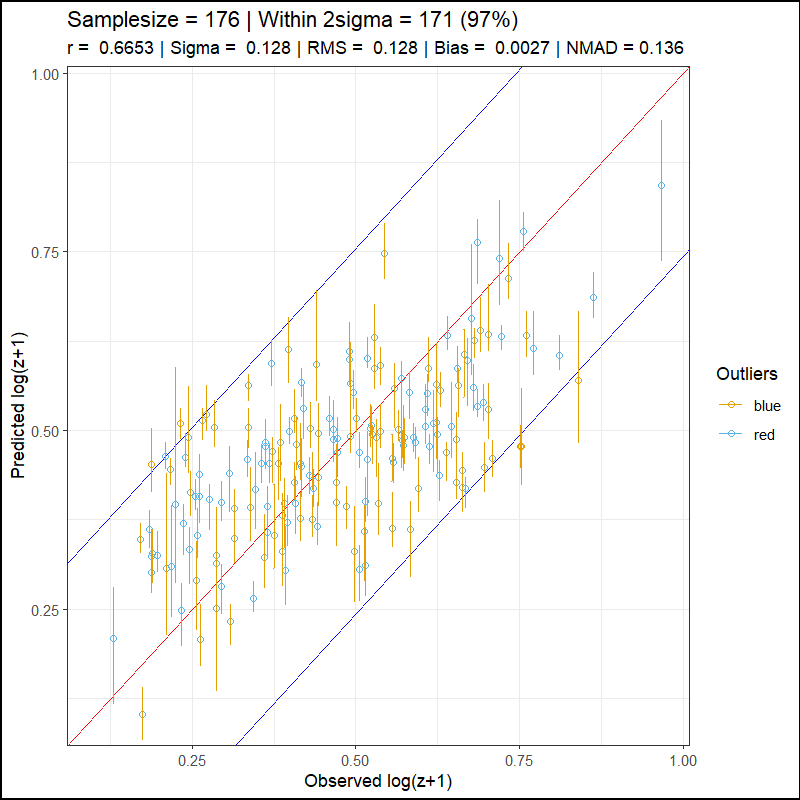 Samplesize = 176 | Within 2sigma = 171 (97%)
r = 0.6653 | Sigma = 0.128 | RMS = 0.128 | Bias = 0.0027 | NMAD = 0.136
1.00
0.75
0.50
0.25
Predicted log(z+1)
0.25
0.50
0.75
1.00
Observed log(z+1)
Outliers
blue
red